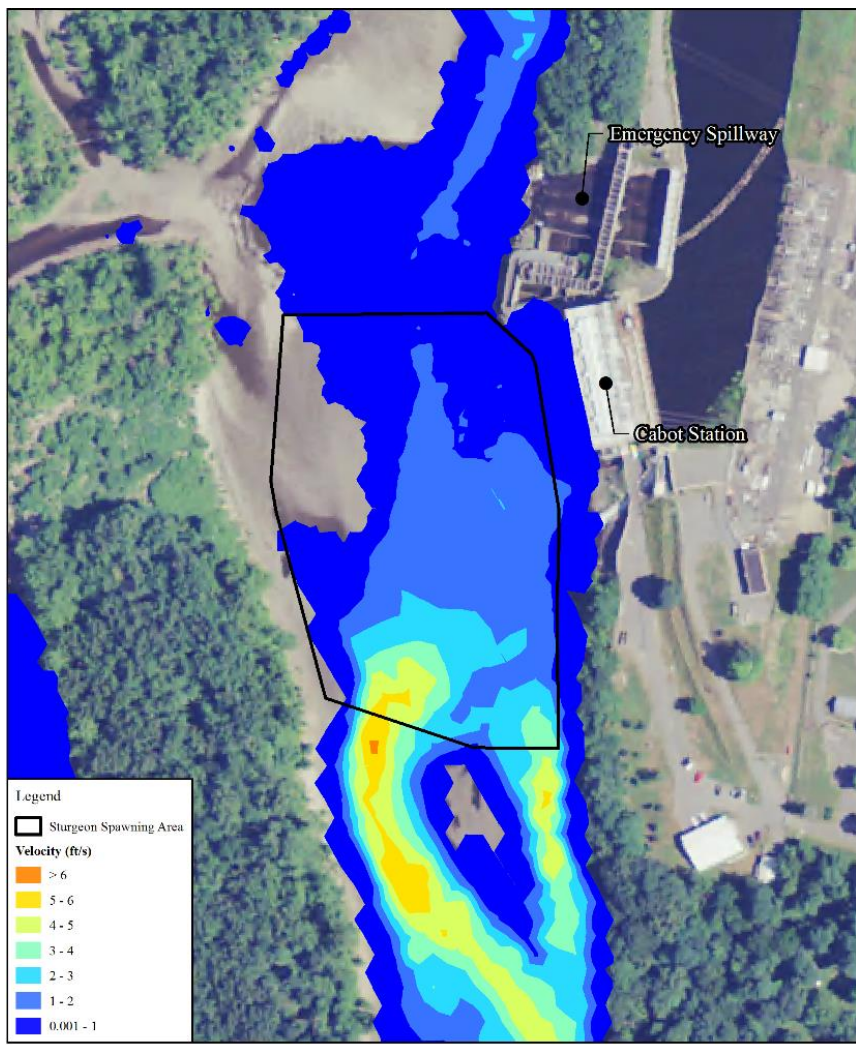 Emergency Spillway
Cabot Station
Legend
Sturgeon Spawning Area
Velocity (ft/s)
> 6
5 - 6
4 - 5
3 - 4
2 - 3
1 - 2
0.001 - 1